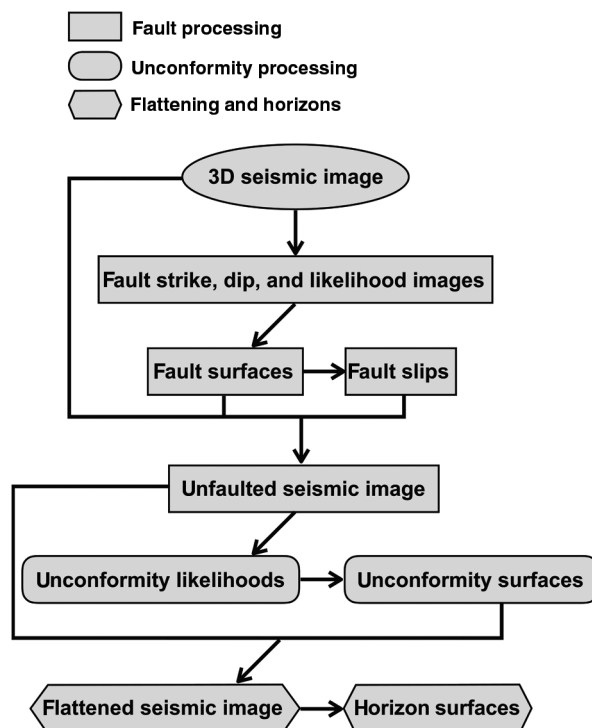 Fault processing
Unconformity processing
Flattening and horizons
3D seismic image
Fault strike, dip, and likelihood images
Fault surfaces
Fault slips
Unfaulted seismic image
Unconformity likelihoods
Unconformity surfaces
Flattened seismic image
Horizon surfaces